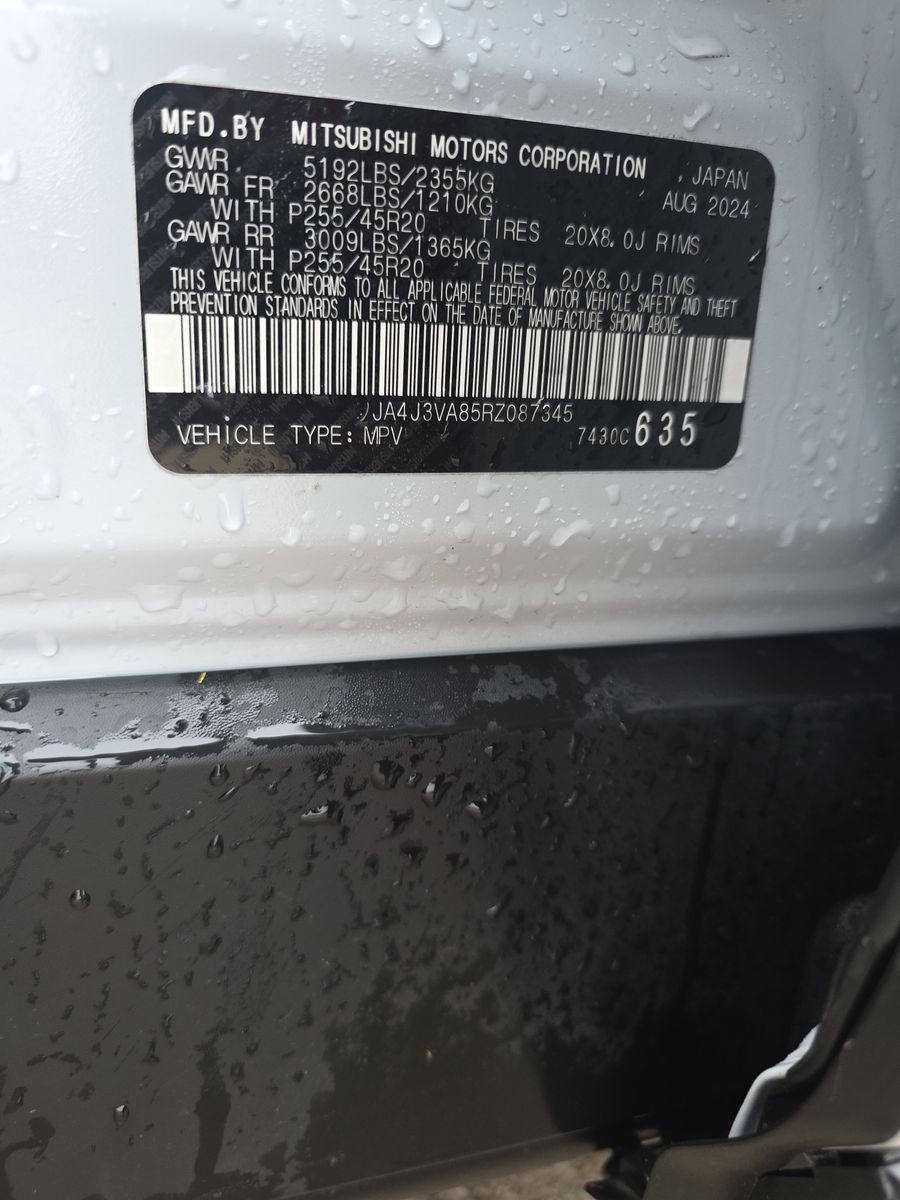 MFD.BY MITSUBISHI MOTORS CORPORATION JAPAN
GWWR 5192LBS/2355KG AUG 2024
GAWR FR 2668LBS/1210KG
WITH P255/45R20 TIRES 20X8.0J RIMS
GAWR RR 3009LBS/1365KG
WITH P255/45R20 TIRES 20X8.0J RIMS
THIS VEHICLE CONFORMS TO ALL APPLICABLE FEDERAL MOTOR VEHICLE SAFETY AND THEFT
PREVENTION STANDARDS IN EFFECT ON THE DATE OF MANUFACTURE SHOWN ABOVE.
JA4J3VA85RZ087345
VEHICLE TYPE: MPV 7430C 635